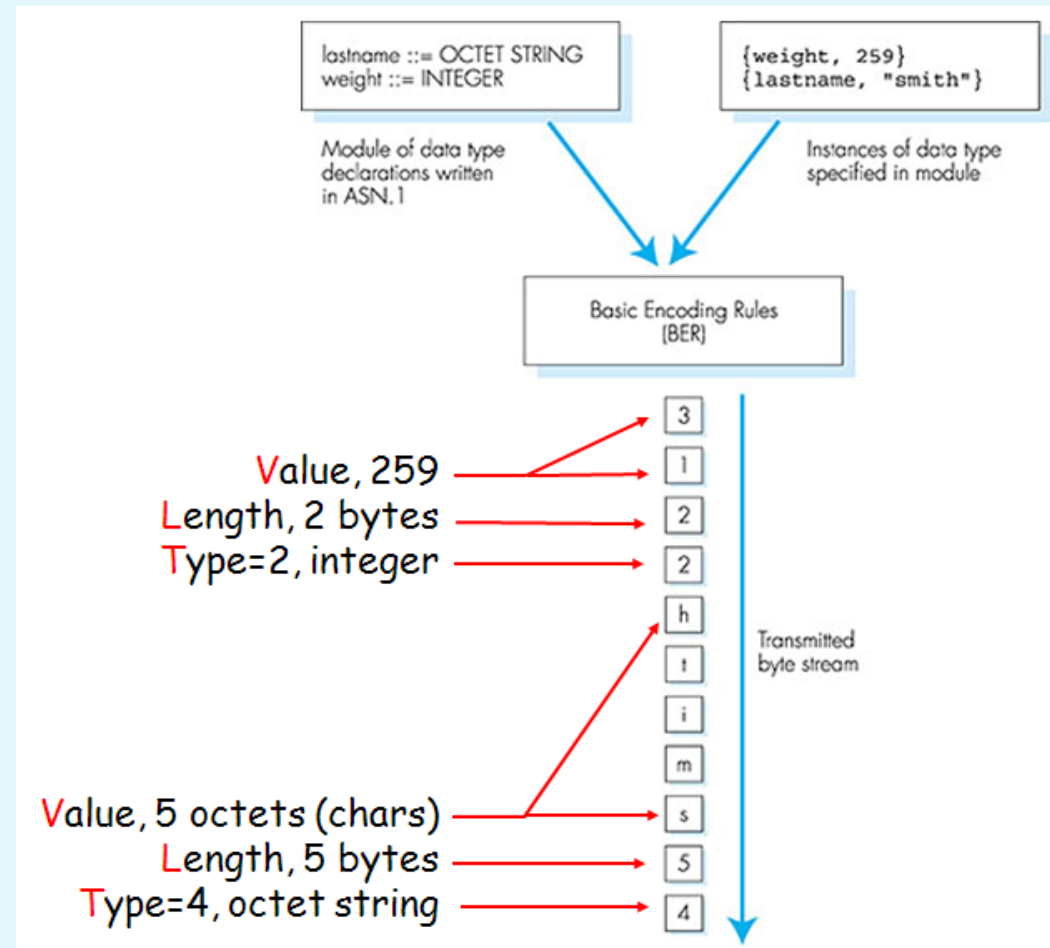 lastname ::= OCTET STRING
weight ::= INTEGER
{weight, 259}
{lastname, "smith"}
Module of data type
declarations written
in ASN.1
Instances of data type
specified in module
Basic Encoding Rules
(BER)
3
1
2
2
h
t
i
m
s
5
4
Value, 259
Length, 2 bytes
Type=2, integer
Value, 5 octets (chars)
Length, 5 bytes
Type=4, octet string
Transmitted
byte stream